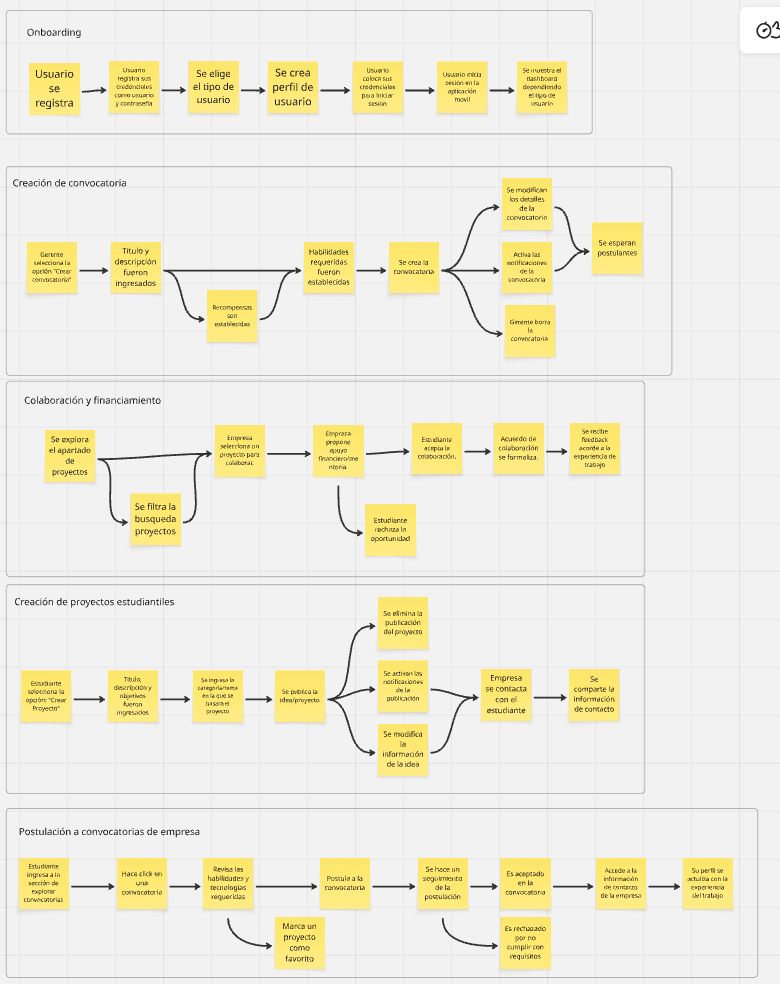 Onboarding
Usuario
se
registra
Usuario
registra sus
credenciales
como usuario
y contraseña
Se elige
el tipo de
usuario
Se crea
perfil de
usuario
Usuario
coloca sus
credenciales
para iniciar
sesión
Usuario inicia
sesión en la
aplicación
movil
Se muestra el
dashboard
dependiendo
el tipo de
usuario
Creación de convocatoria
Gerente
selecciona la
opción "Crear
convocatoria"
Titulo y
descripción
fueron
ingresados
Recompensas
son
establecidas
Habilidades
requeridas
fueron
establecidas
Se crea la
convocatoria
Se modifican
los detalles
de la
convocatoria
Activa las
notificaciones
de la
convocatoria
Gerente borra
la
convocatoria
Se esperan
postulantes
Colaboración y financiamiento
Se explora
el apartado
de
proyectos
Se filtra la
busqueda
proyectos
Empresa
selecciona un
proyecto para
colaborar.
Empresa
propone
apoyo
financiero/me
ntoria.
Estudiante
acepta la
colaboración.
Acuerdo de
colaboración
se formaliza.
Se recibe
feedback
acorde a la
experiencia de
trabajo
Estudiante
rechaza la
oportunidad
Creación de proyectos estudiantiles
Estudiante
selecciona la
opción: "Crear
Proyecto"
Titulo,
descripción y
objetivos
fueron
ingresados
Se ingresa la
categoria/rama
en la que se
basara el
proyecto
Se publica la
idea/proyecto
Se elimina la
publicación
del proyecto
Se activan las
notificaciones
de la
publicación
Se modifica
la
información
de la idea
Empresa
se contacta
con el
estudiante
Se
comparte la
información
de contacto
Postulación a convocatorias de empresa
Estudiante
ingresa a la
sección de
explorar
convocatorias
Hace click en
una
convocatoria
Revisa las
habilidades y
tecnologías
requeridas
Marca un
proyecto
como
favorito
Postula a la
convocatoria
Se hace un
seguimiento
de la
postulación
Es aceptado
en la
convocatoria
Es rechazado
por no
cumplir con
requisitos
Accede a la
información
de contacto
de la empresa
Su perfil se
actuliza con la
experiencia
del trabajo